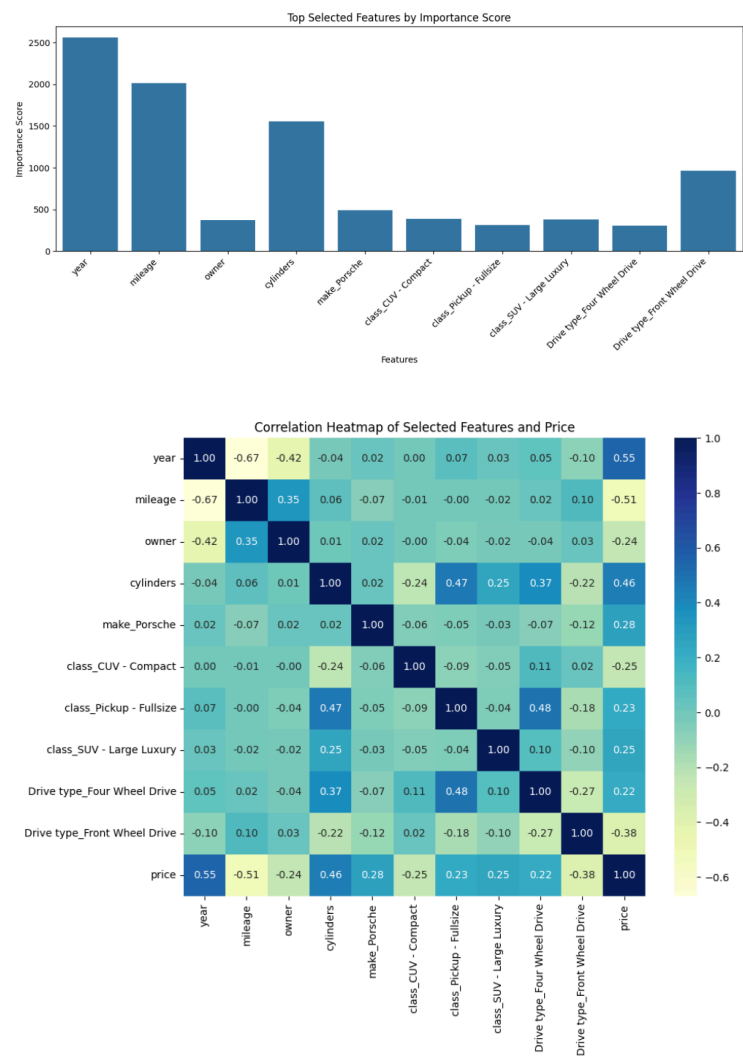 Top Selected Features by Importance Score
2500
2000
1500
1000
500
0
Importance Score
year
mileage
owner
cylinders
make_Porsche
class_CUV - Compact
class_Pickup - Fullsize
class_SUV - Large Luxury
Drive type_Four Wheel Drive
Drive type_Front Wheel Drive
Features
Correlation Heatmap of Selected Features and Price
year 1.00 -0.67 -0.42 -0.04 0.02 0.00 0.07 0.03 0.05 -0.10 0.55
mileage -0.67 1.00 0.35 0.06 -0.07 -0.01 -0.00 -0.02 0.02 0.10 -0.51
owner -0.42 0.35 1.00 0.01 0.02 -0.00 -0.04 -0.02 -0.04 0.03 -0.24
cylinders -0.04 0.06 0.01 1.00 0.02 -0.24 0.47 0.25 0.37 -0.22 0.46
make_Porsche 0.02 -0.07 0.02 0.02 1.00 -0.06 -0.05 -0.03 -0.07 -0.12 0.28
class_CUV - Compact 0.00 -0.01 -0.00 -0.24 -0.06 1.00 -0.09 -0.05 0.11 0.02 -0.25
class_Pickup - Fullsize 0.07 -0.00 -0.04 0.47 -0.05 -0.09 1.00 -0.04 0.48 -0.18 0.23
class_SUV - Large Luxury 0.03 -0.02 -0.02 0.25 -0.03 -0.05 -0.04 1.00 0.10 -0.10 0.25
Drive type_Four Wheel Drive 0.05 0.02 -0.04 0.37 -0.07 0.11 0.48 0.10 1.00 -0.27 0.22
Drive type_Front Wheel Drive -0.10 0.10 0.03 -0.22 -0.12 0.02 -0.18 -0.10 -0.27 1.00 -0.38
price 0.55 -0.51 -0.24 0.46 0.28 -0.25 0.23 0.25 0.22 -0.38 1.00
year
mileage
owner
cylinders
make_Porsche
class_CUV - Compact
class_Pickup - Fullsize
class_SUV - Large Luxury
Drive type_Four Wheel Drive
Drive type_Front Wheel Drive
price
1.0
0.8
0.6
0.4
0.2
0.0
−0.2
−0.4
−0.6